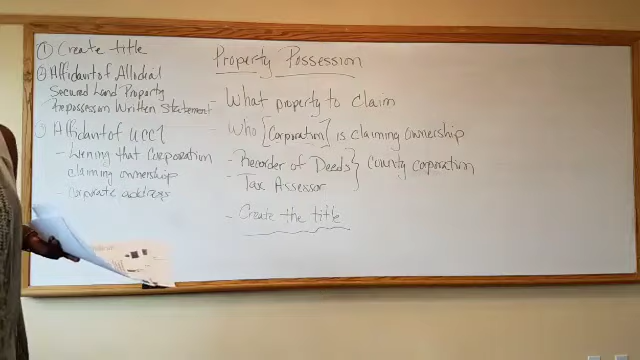 ① Create title
② Affidavit of Allodial
Secured Land Property
Repossession Written Statement
③ Affidavit of UCC1
- Liening that Corporation
claiming ownership
- Corporate address
Property Possession
- What property to claim
- Who [Corporation] is claiming ownership
- Recorder of Deeds } County corporation
- Tax Assessor
- Create the title